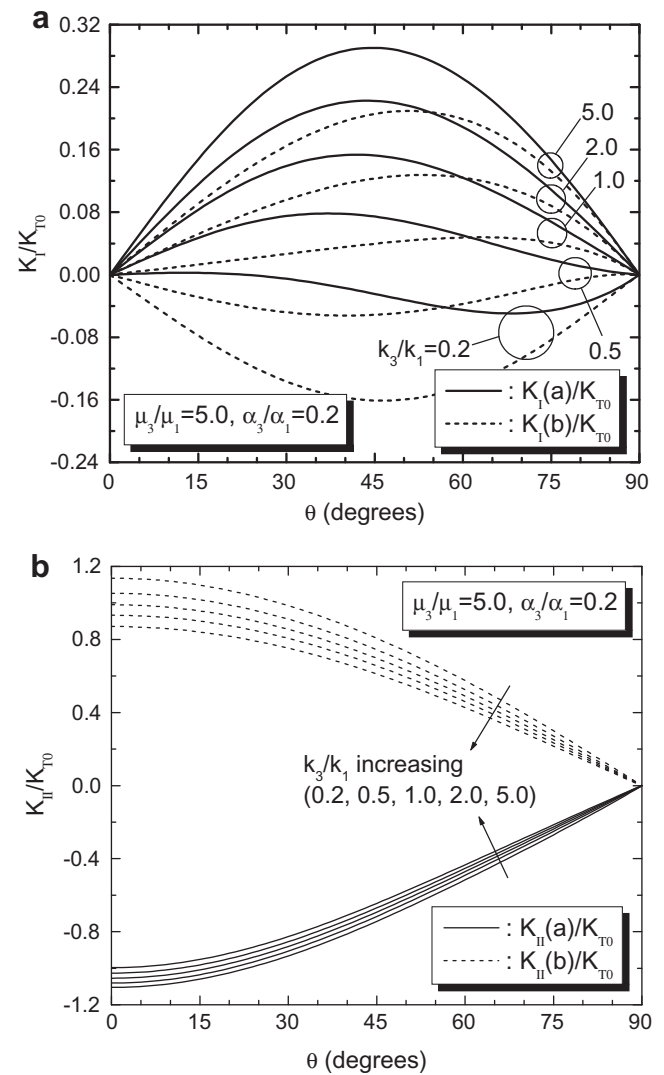 a
0.32
0.24
0.16
0.08
0.00
-0.08
-0.16
-0.24
K_I/K_T0
5.0
2.0
1.0
k_3/k_1=0.2
0.5
μ_3/μ_1=5.0, α_3/α_1=0.2
: K_I(a)/K_T0
: K_I(b)/K_T0
0 15 30 45 60 75 90
θ (degrees)
b
1.2
0.8
0.4
0.0
-0.4
-0.8
-1.2
K_II/K_T0
μ_3/μ_1=5.0, α_3/α_1=0.2
k_3/k_1 increasing
(0.2, 0.5, 1.0, 2.0, 5.0)
: K_II(a)/K_T0
: K_II(b)/K_T0
0 15 30 45 60 75 90
θ (degrees)